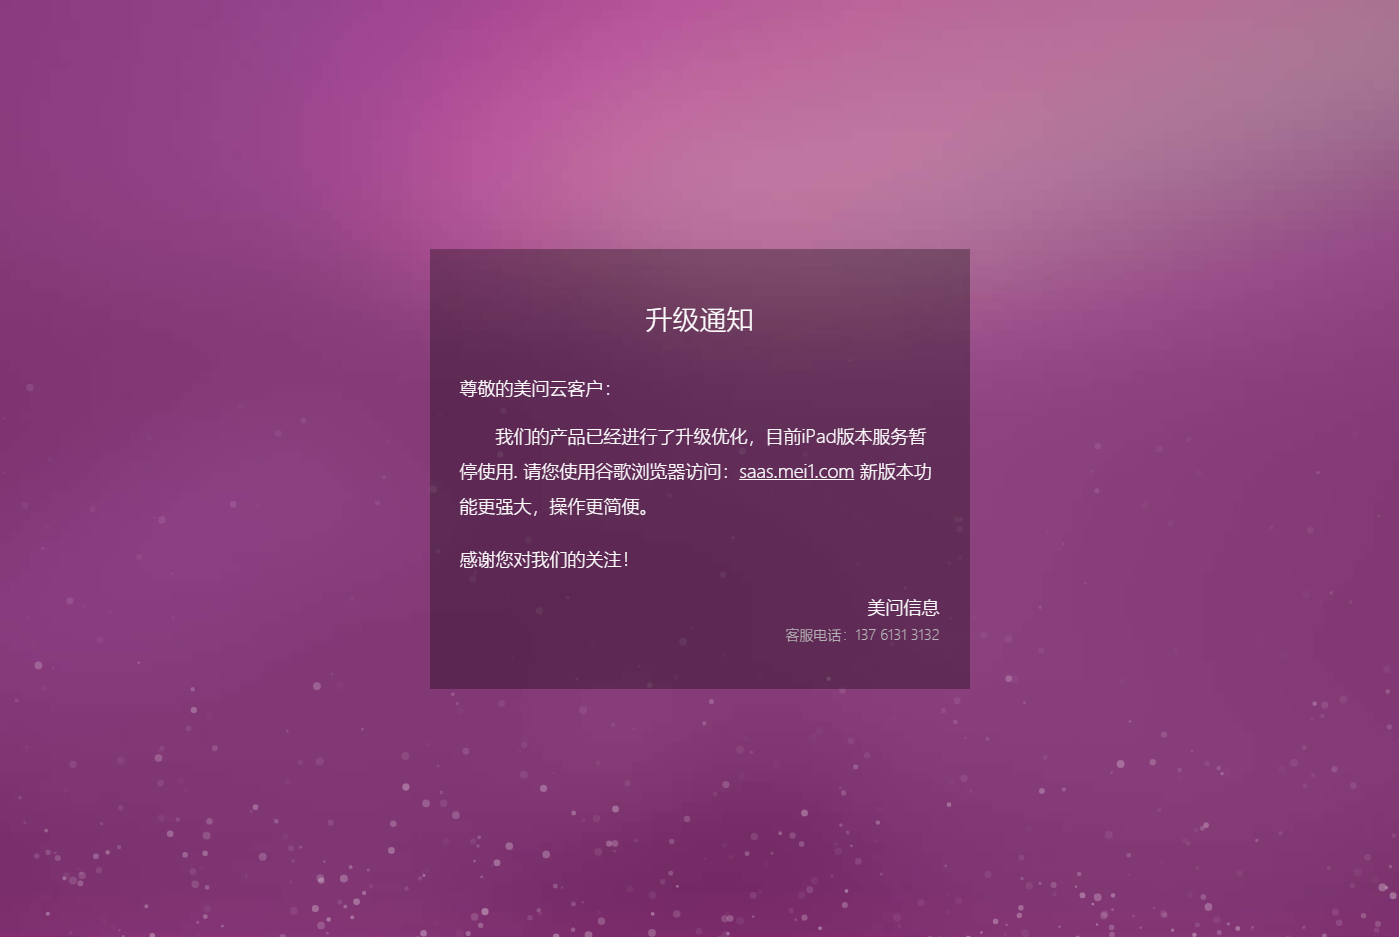 升级通知
尊敬的美问云客户：
我们的产品已经进行了升级优化，目前iPad版本服务暂
停使用. 请您使用谷歌浏览器访问：saas.mei1.com 新版本功
能更强大，操作更简便。
感谢您对我们的关注！
美问信息
客服电话：137 6131 3132